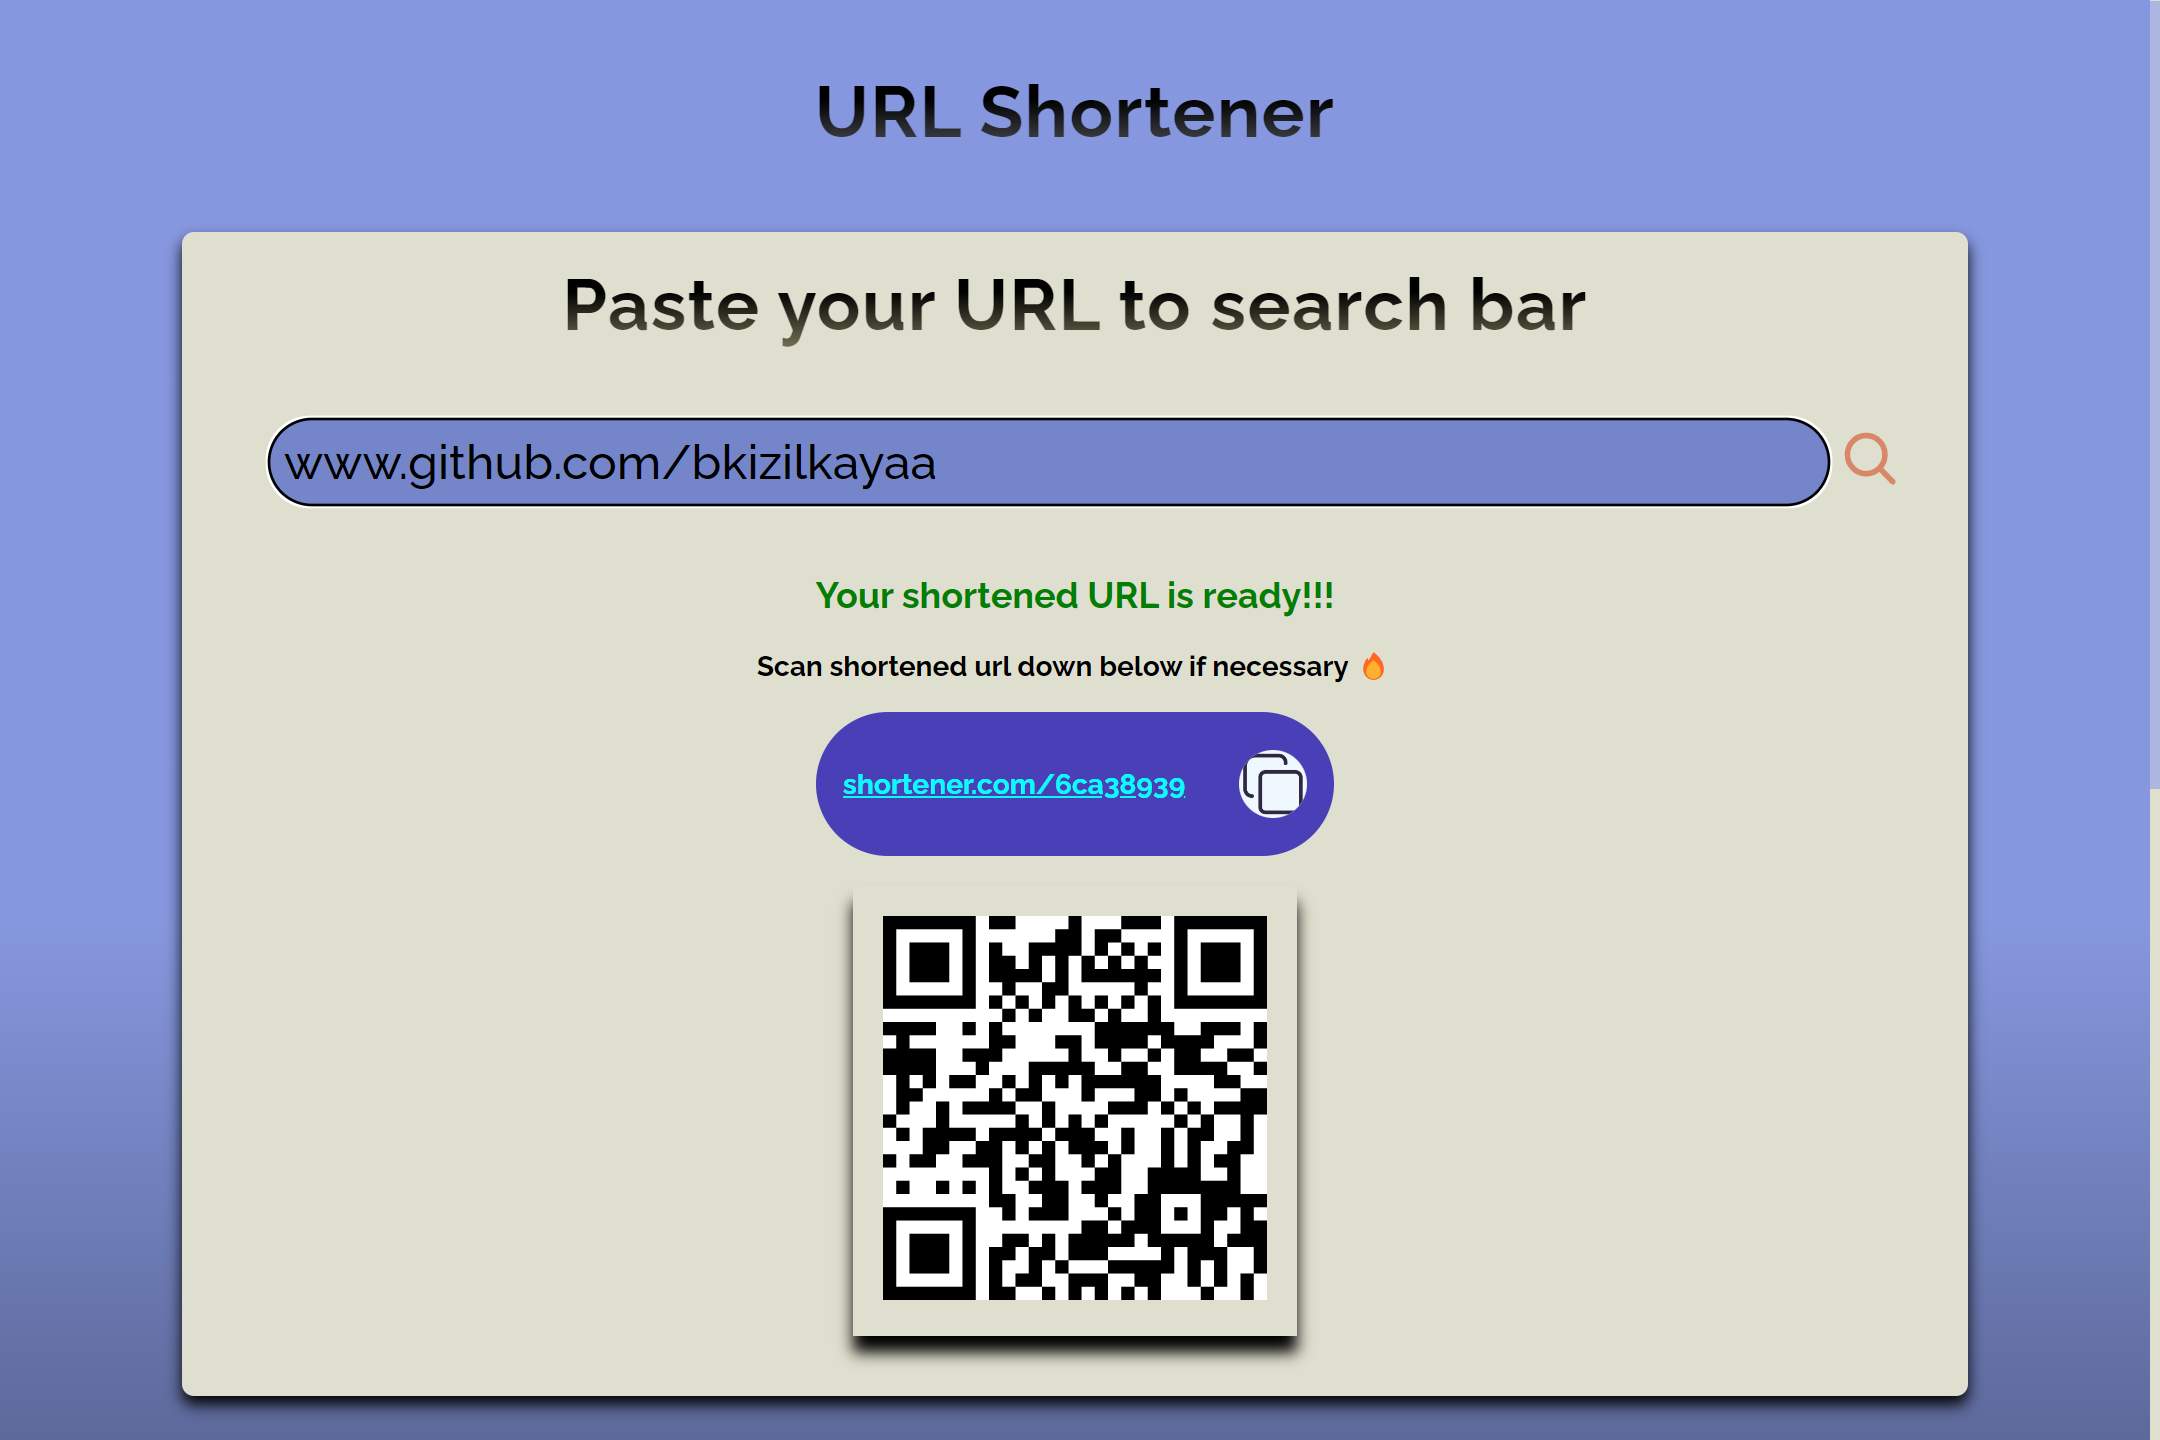 URL Shortener
Paste your URL to search bar
www.github.com/bkizilkayaa
Your shortened URL is ready!!!
Scan shortened url down below if necessary 🔥
shortener.com/6ca38939